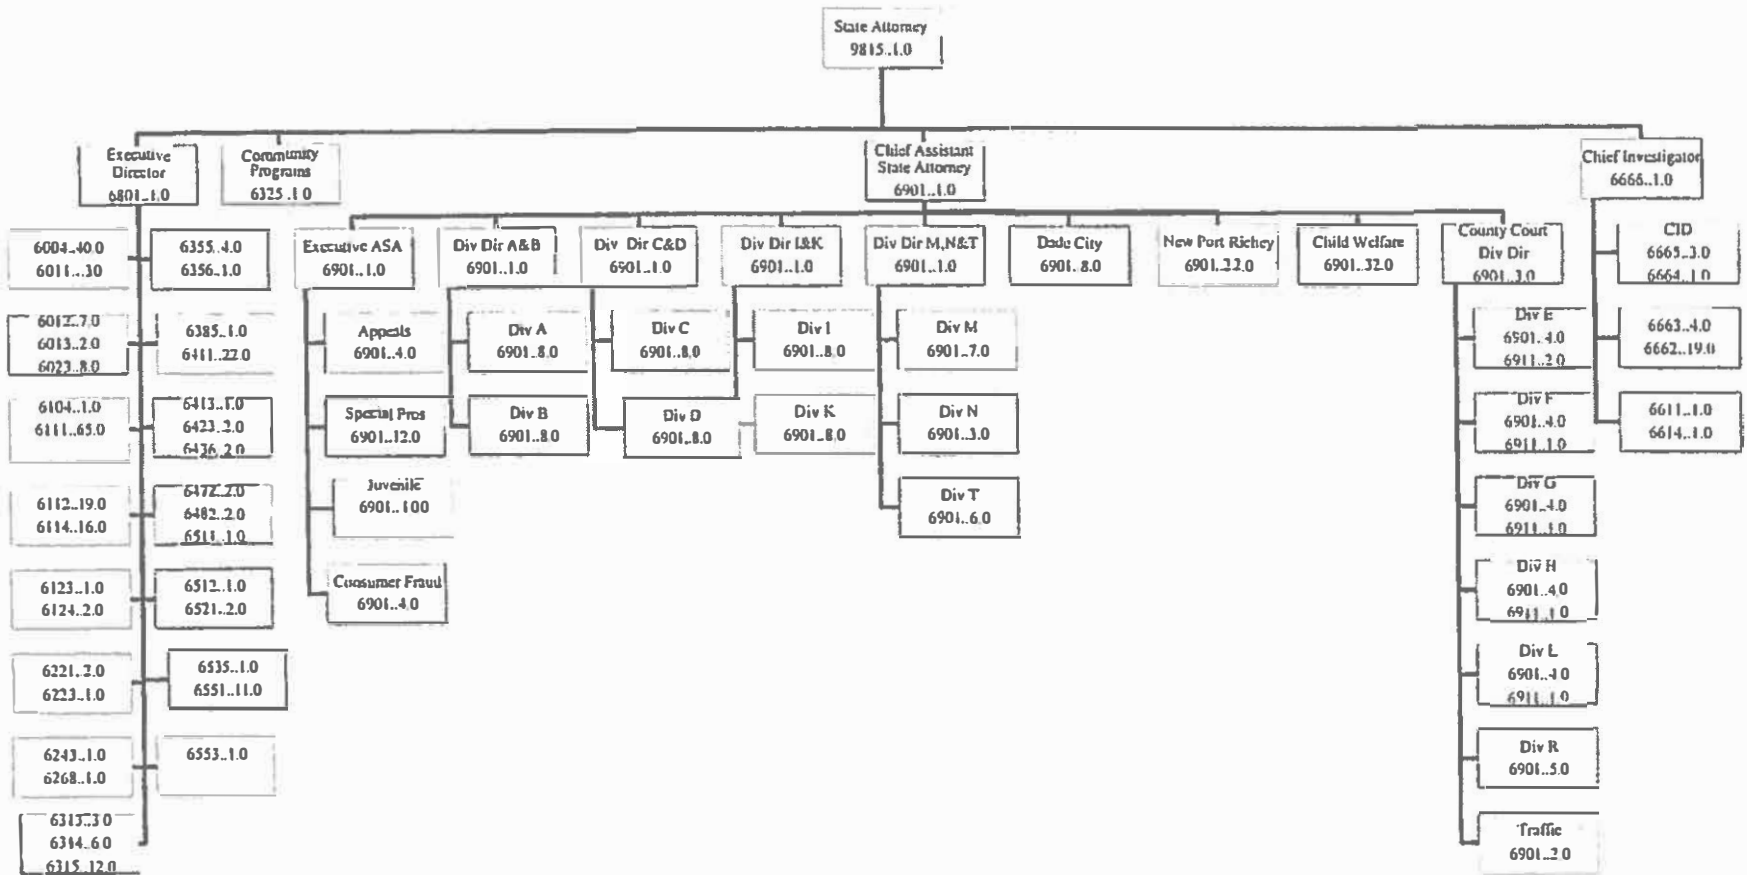 State Attorney
9815..1.0
Executive
Director
6801..1.0
Community
Programs
6325..1.0
Chief Assistant
State Attorney
6901..1.0
Chief Investigator
6666..1.0
6004..40.0
6011...30
6355..4.0
6356..1.0
6012..7.0
6013..2.0
6023..8.0
6385..1.0
6411..22.0
6104..1.0
6111..65.0
6413..1.0
6423..2.0
6436..2.0
6112..19.0
6114..16.0
6472..2.0
6482..2.0
6511..1.0
6123..1.0
6124..2.0
6512..1.0
6521..2.0
6221..2.0
6223..1.0
6535..1.0
6551..11.0
6243..1.0
6268..1.0
6553..1.0
6313..3.0
6314..6.0
6315..12.0
Executive ASA
6901..1.0
Appeals
6901..4.0
Special Pros
6901..12.0
Juvenile
6901..100
Consumer Fraud
6901..4.0
Div Dir A&B
6901..1.0
Div A
6901..8.0
Div B
6901..8.0
Div Dir C&D
6901..1.0
Div C
6901..8.0
Div D
6901..8.0
Div Dir I&K
6901..1.0
Div I
6901..8.0
Div K
6901..8.0
Div Dir M,N&T
6901..1.0
Div M
6901..7.0
Div N
6901..3.0
Div T
6901..6.0
Dade City
6901..8.0
New Port Richey
6901..22.0
Child Welfare
6901..32.0
County Court
Div Dir
6901..3.0
Div E
6901..4.0
6911..2.0
Div F
6901..4.0
6911..1.0
Div G
6901..4.0
6911..1.0
Div H
6901..4.0
6911..1.0
Div L
6901..4.0
6911..1.0
Div R
6901..5.0
Traffic
6901..2.0
CID
6665..3.0
6664..1.0
6663..4.0
6662..19.0
6611..1.0
6614..1.0